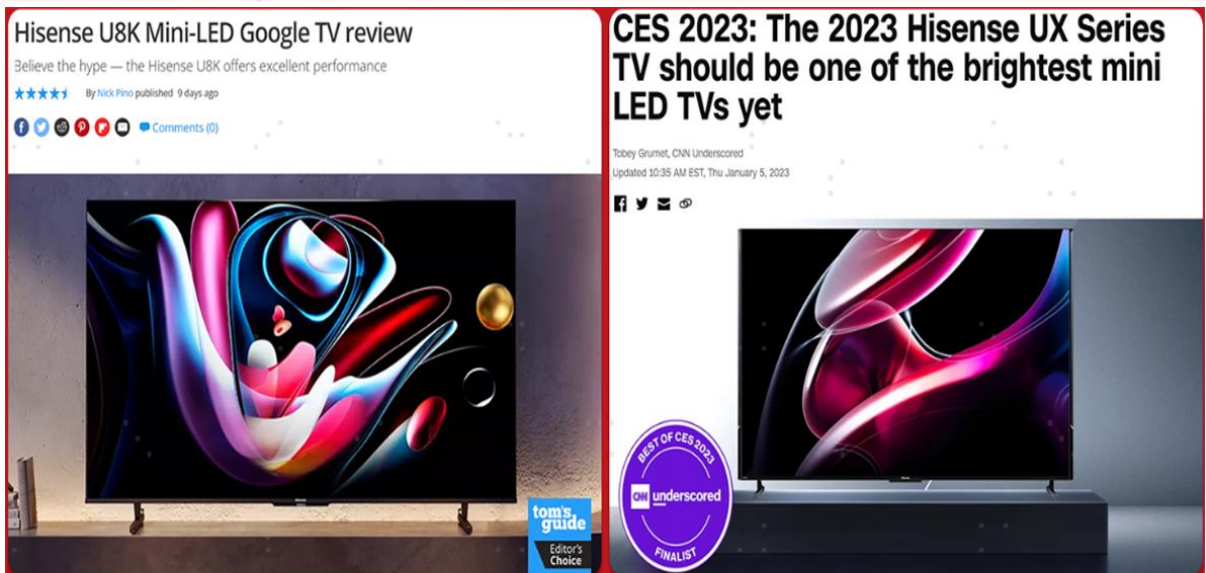 Hisense U8K Mini-LED Google TV review
Believe the hype — the Hisense U8K offers excellent performance
By Nick Pino published 9 days ago
Comments (0)
tom's
guide
Editor's
Choice
CES 2023: The 2023 Hisense UX Series
TV should be one of the brightest mini
LED TVs yet
Tobey Grumet, CNN Underscored
Updated 10:35 AM EST, Thu January 5, 2023
BEST OF CES 2023
CNN underscored
FINALIST